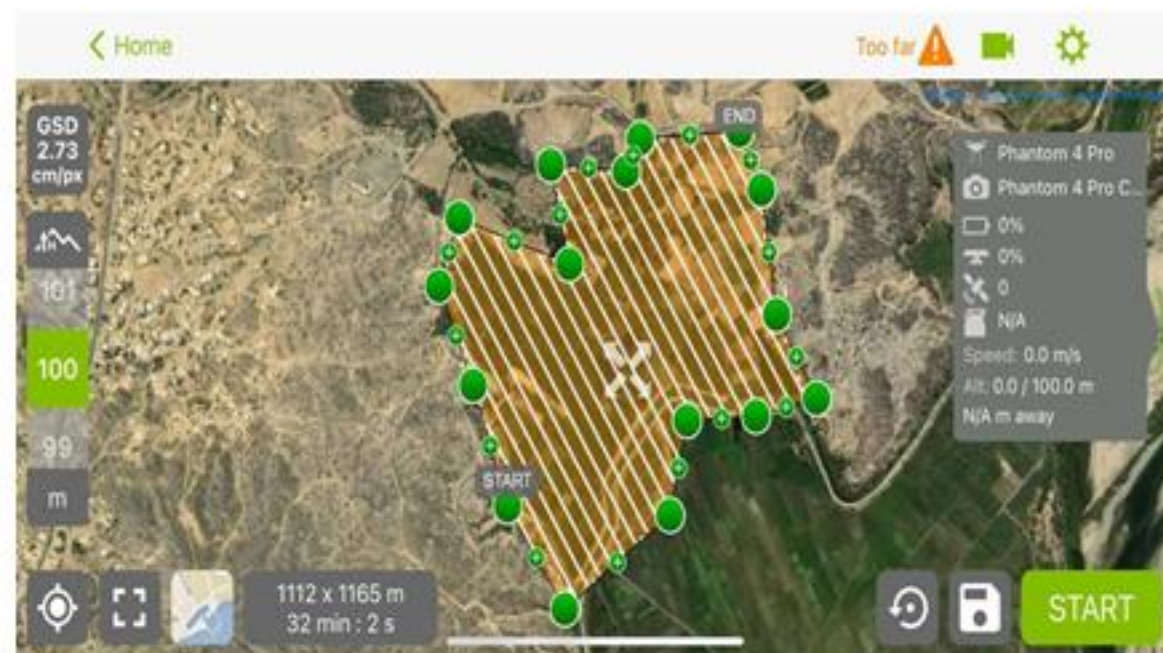 Home
Too far
GSD
2.73
cm/px
END
Phantom 4 Pro
Phantom 4 Pro C...
0%
0%
0
N/A
Speed: 0.0 m/s
Alt: 0.0 / 100.0 m
N/A m away
101
100
99
m
START
1112 x 1165 m
32 min : 2 s
START